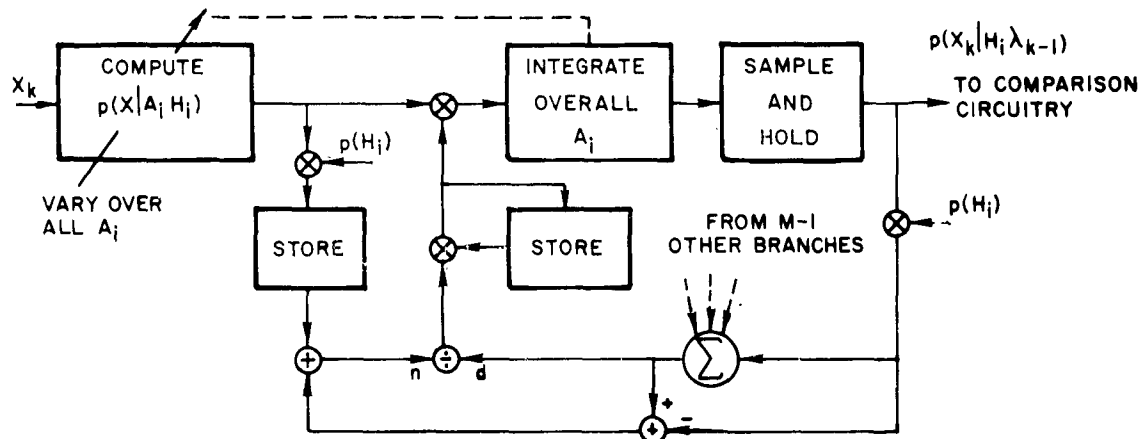 X_k
COMPUTE
p(X|A_i H_i)
VARY OVER
ALL A_i
p(H_i)
STORE
STORE
INTEGRATE
OVERALL
A_i
SAMPLE
AND
HOLD
p(X_k|H_i λ_{k-1})
TO COMPARISON
CIRCUITRY
p(H_i)
FROM M-1
OTHER BRANCHES
Σ
n
÷
d
+
+
-
+